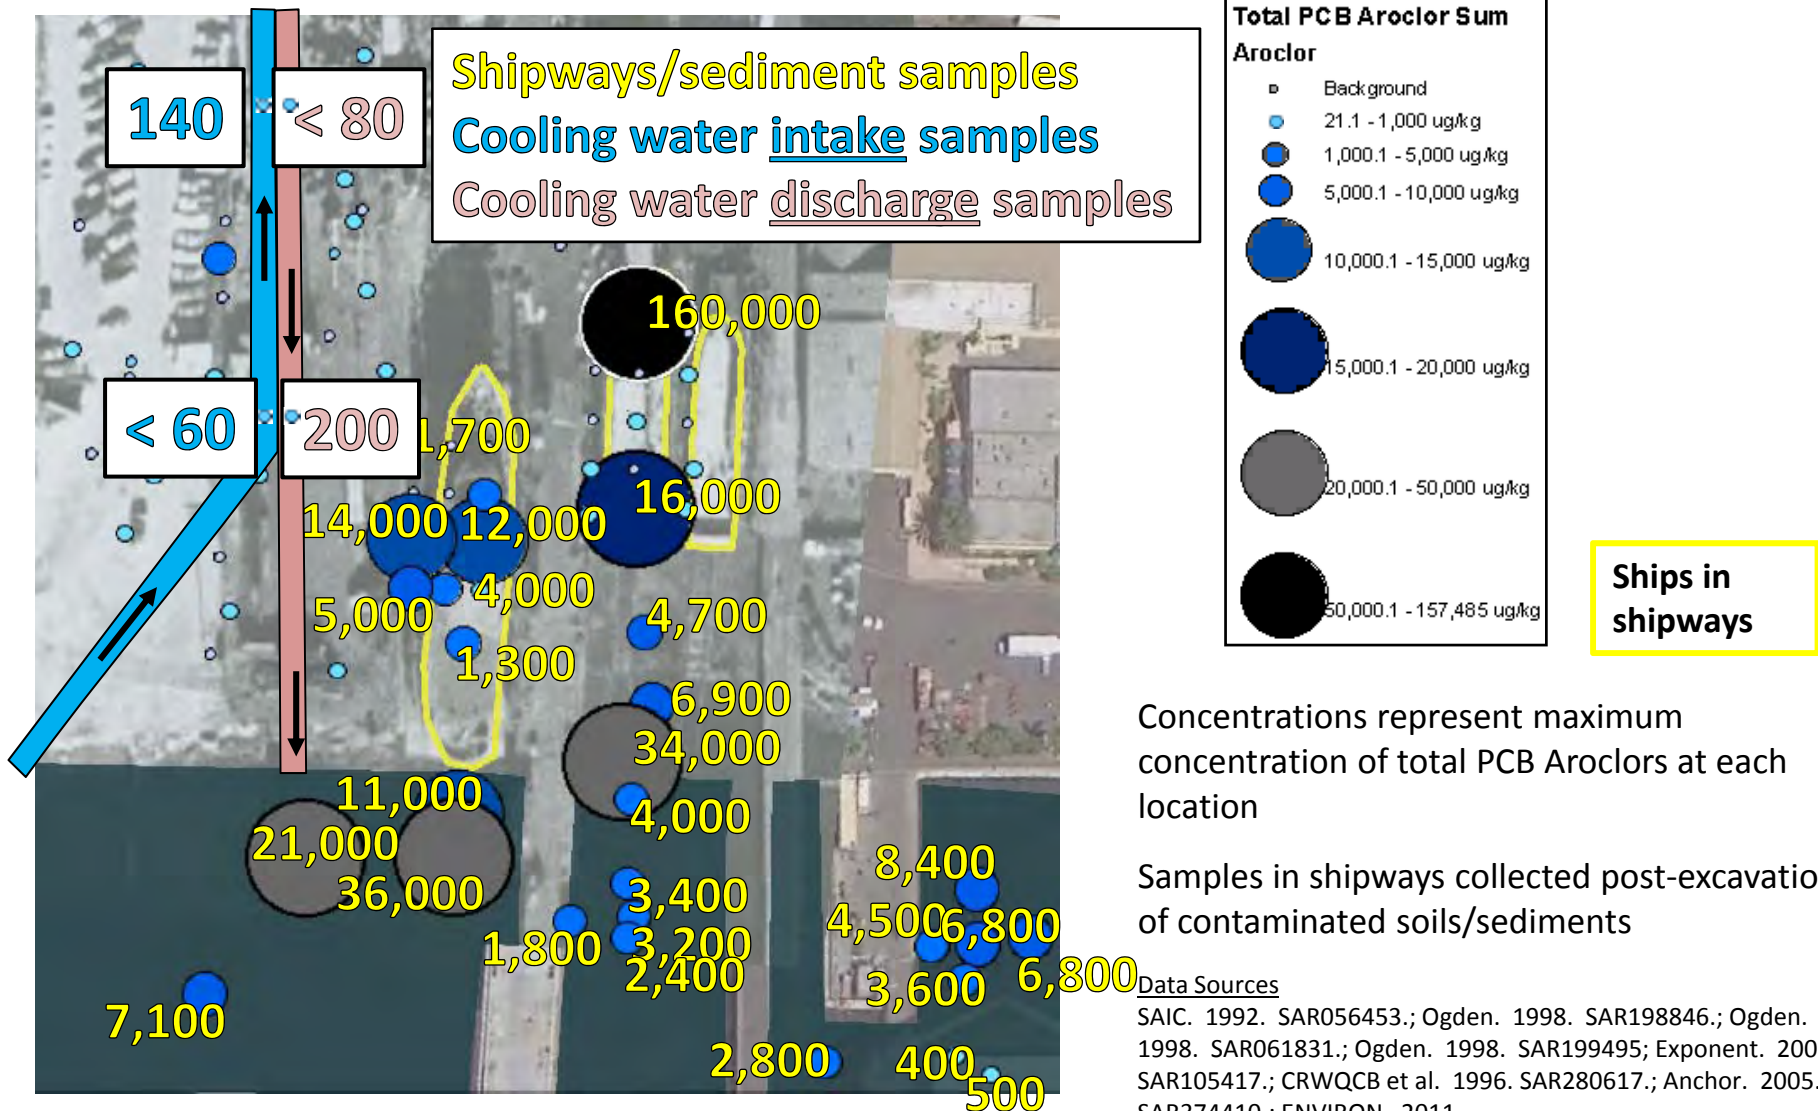 Shipways/sediment samples
Cooling water intake samples
Cooling water discharge samples
140
< 80
< 60
200
160,000
1,700
16,000
14,000
12,000
5,000
4,000
4,700
1,300
6,900
34,000
11,000
4,000
21,000
36,000
8,400
3,400
4,500
6,800
1,800
3,200
2,400
3,600
6,800
7,100
2,800
400
500
Total PCB Aroclor Sum
Aroclor
Background
21.1 - 1,000 ug/kg
1,000.1 - 5,000 ug/kg
5,000.1 - 10,000 ug/kg
10,000.1 - 15,000 ug/kg
15,000.1 - 20,000 ug/kg
20,000.1 - 50,000 ug/kg
50,000.1 - 157,485 ug/kg
Ships in
shipways
Concentrations represent maximum
concentration of total PCB Aroclors at each
location
Samples in shipways collected post-excavatio
of contaminated soils/sediments
Data Sources
SAIC. 1992. SAR056453.; Ogden. 1998. SAR198846.; Ogden.
1998. SAR061831.; Ogden. 1998. SAR199495; Exponent. 200
SAR105417.; CRWQCB et al. 1996. SAR280617.; Anchor. 2005.
SAR274410.; ENVIRON. 2011